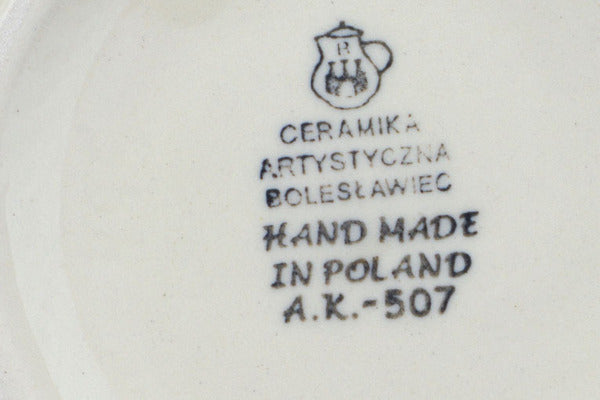 B
CERAMIKA
ARTYSTYCZNA
BOLESŁAWIEC
HAND MADE
IN POLAND
A.K.-507